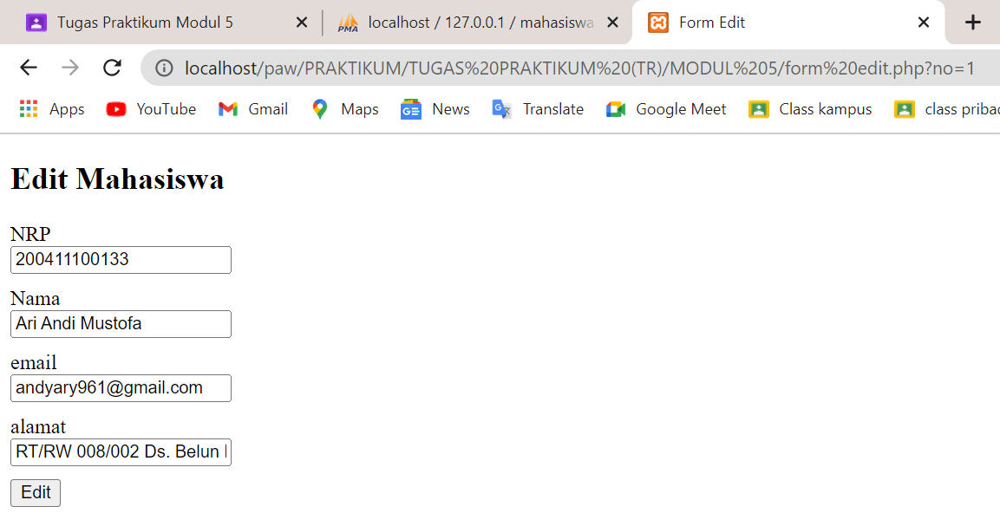 Tugas Praktikum Modul 5
localhost / 127.0.0.1 / mahasiswa
Form Edit
localhost/paw/PRAKTIKUM/TUGAS%20PRAKTIKUM%20(TR)/MODUL%205/form%20edit.php?no=1
Apps YouTube Gmail Maps News Translate Google Meet Class kampus class pribad
Edit Mahasiswa
NRP
200411100133
Nama
Ari Andi Mustofa
email
andyary961@gmail.com
alamat
RT/RW 008/002 Ds. Belun
Edit